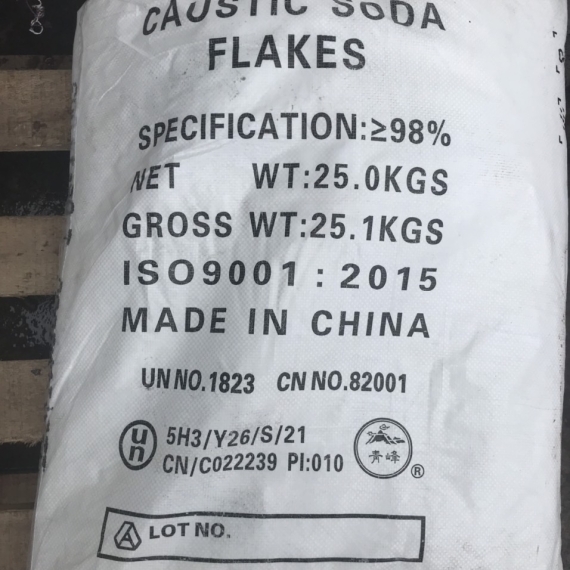 CAUSTIC SODA
FLAKES
SPECIFICATION:≥98%
NET WT:25.0KGS
GROSS WT:25.1KGS
ISO9001:2015
MADE IN CHINA
UN NO.1823 CN NO.82001
un
5H3/Y26/S/21
CN/C022239 PI:010
青峰
®
LOT NO.